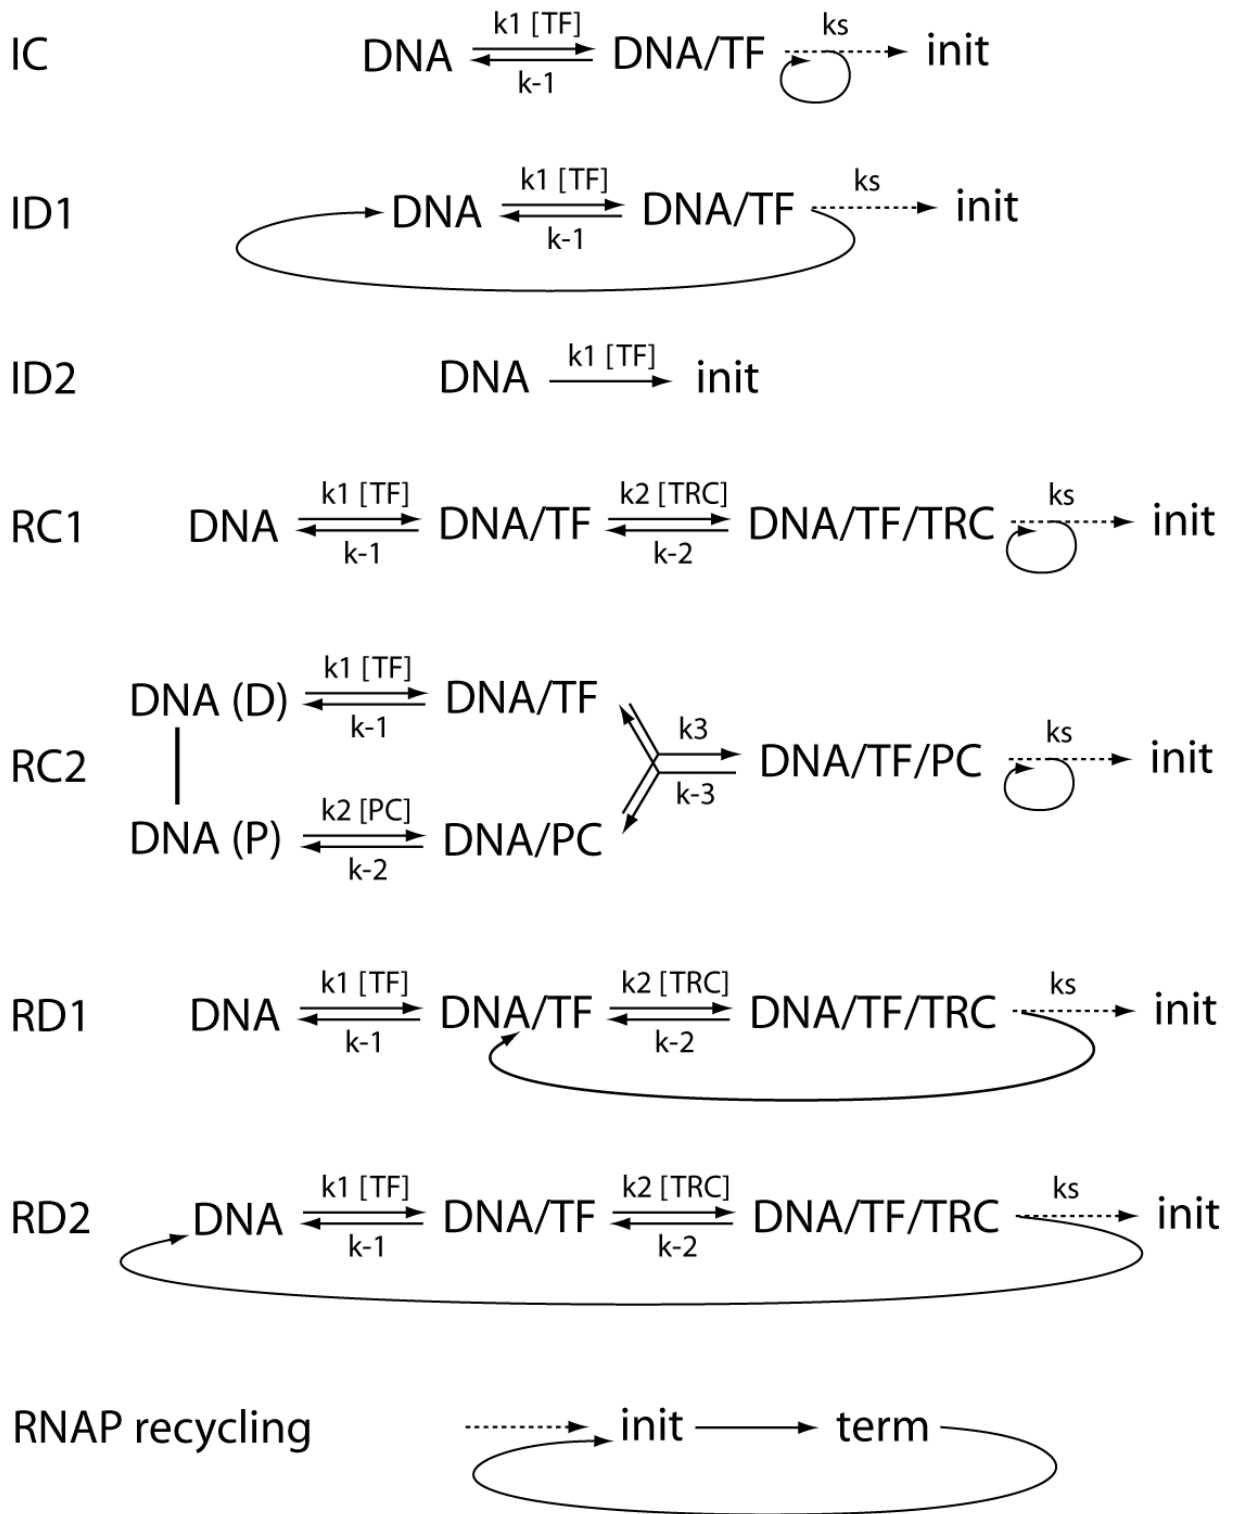 IC DNA k1 [TF] k-1 DNA/TF ks init
ID1 DNA k1 [TF] k-1 DNA/TF ks init
ID2 DNA k1 [TF] init
RC1 DNA k1 [TF] k-1 DNA/TF k2 [TRC] k-2 DNA/TF/TRC ks init
DNA (D) k1 [TF] k-1 DNA/TF
RC2 k3 k-3 DNA/TF/PC ks init
DNA (P) k2 [PC] k-2 DNA/PC
RD1 DNA k1 [TF] k-1 DNA/TF k2 [TRC] k-2 DNA/TF/TRC ks init
RD2 DNA k1 [TF] k-1 DNA/TF k2 [TRC] k-2 DNA/TF/TRC ks init
RNAP recycling init term